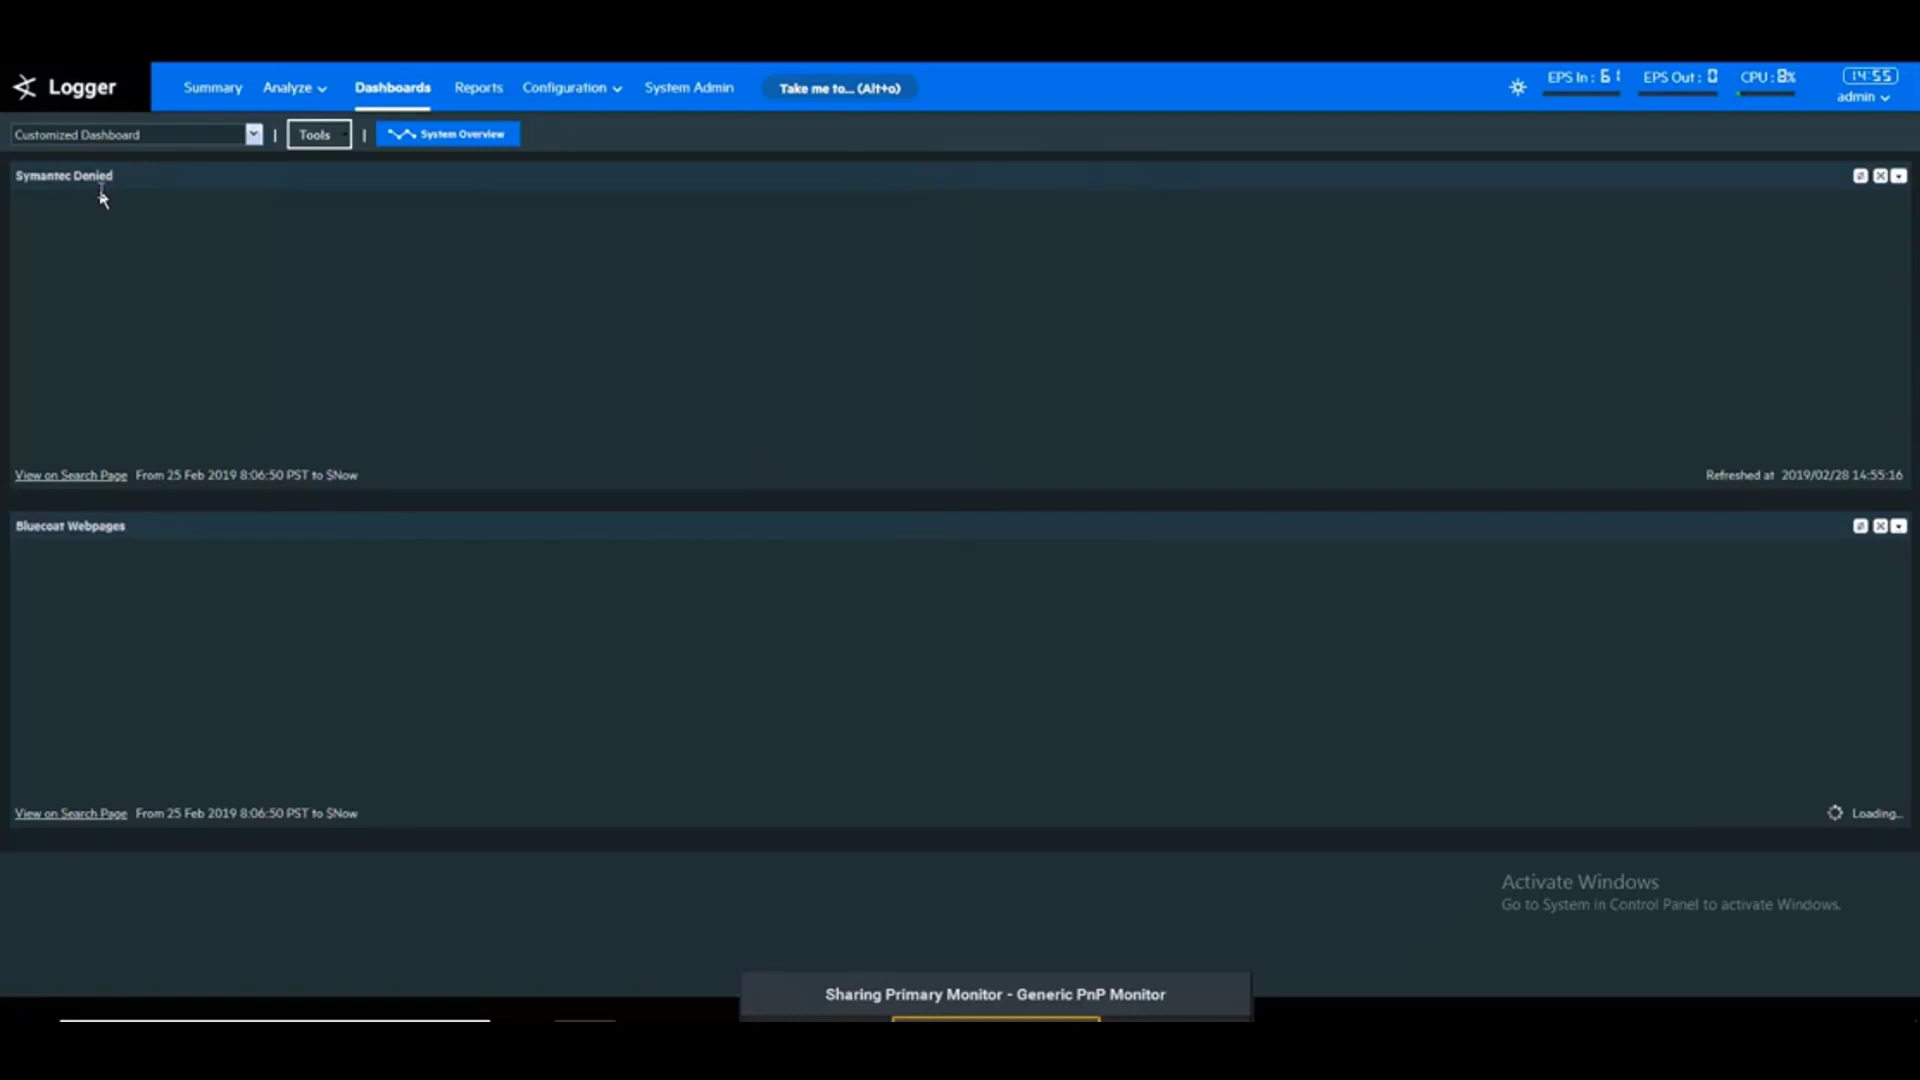 Logger Summary Analyze Dashboards Reports Configuration System Admin Take me to... (Alt+o) EPS In : 61 EPS Out : 0 CPU : 8% 14:55
admin
Customized Dashboard | Tools | System Overview
Symantec Denied
View on Search Page From 25 Feb 2019 8:06:50 PST to $Now Refreshed at 2019/02/28 14:55:16
Bluecoat Webpages
View on Search Page From 25 Feb 2019 8:06:50 PST to $Now Loading...
Activate Windows
Go to System in Control Panel to activate Windows.
Sharing Primary Monitor - Generic PnP Monitor